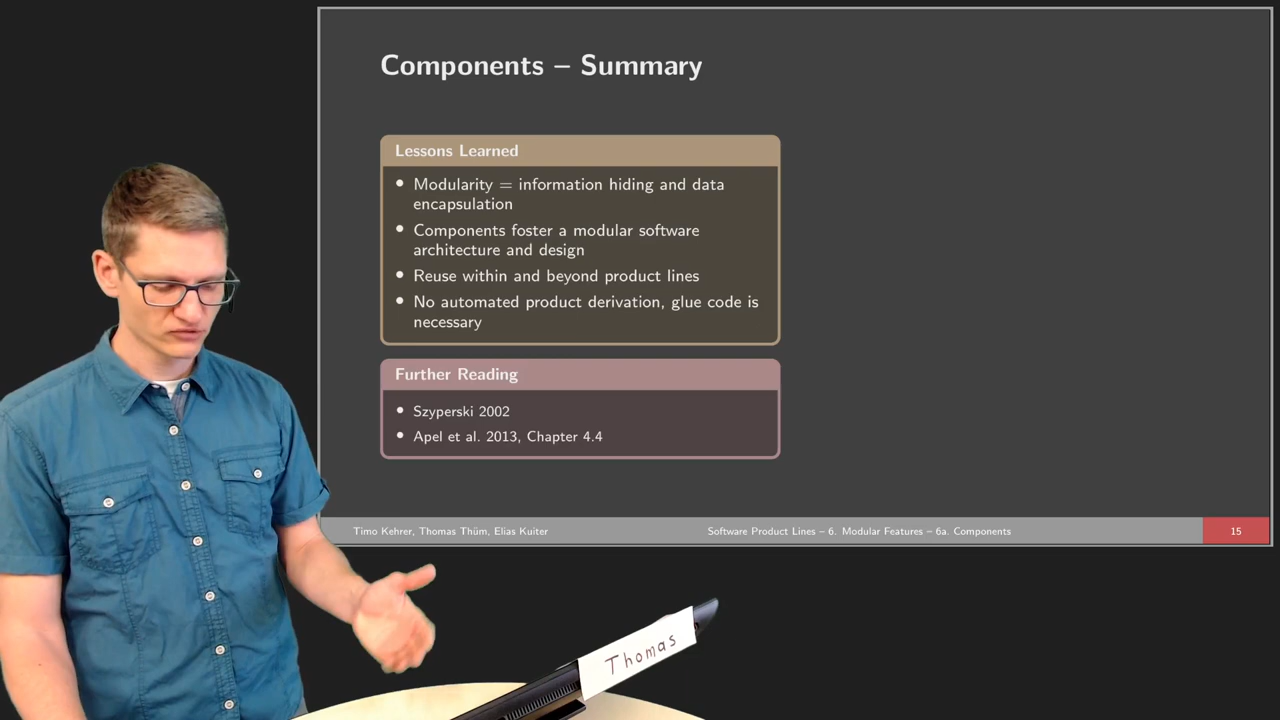 Components – Summary
Lessons Learned
• Modularity = information hiding and data
encapsulation
• Components foster a modular software
architecture and design
• Reuse within and beyond product lines
• No automated product derivation, glue code is
necessary
Further Reading
• Szyperski 2002
• Apel et al. 2013, Chapter 4.4
Timo Kehrer, Thomas Thüm, Elias Kuiter
Software Product Lines – 6. Modular Features – 6a. Components
15
Thomas